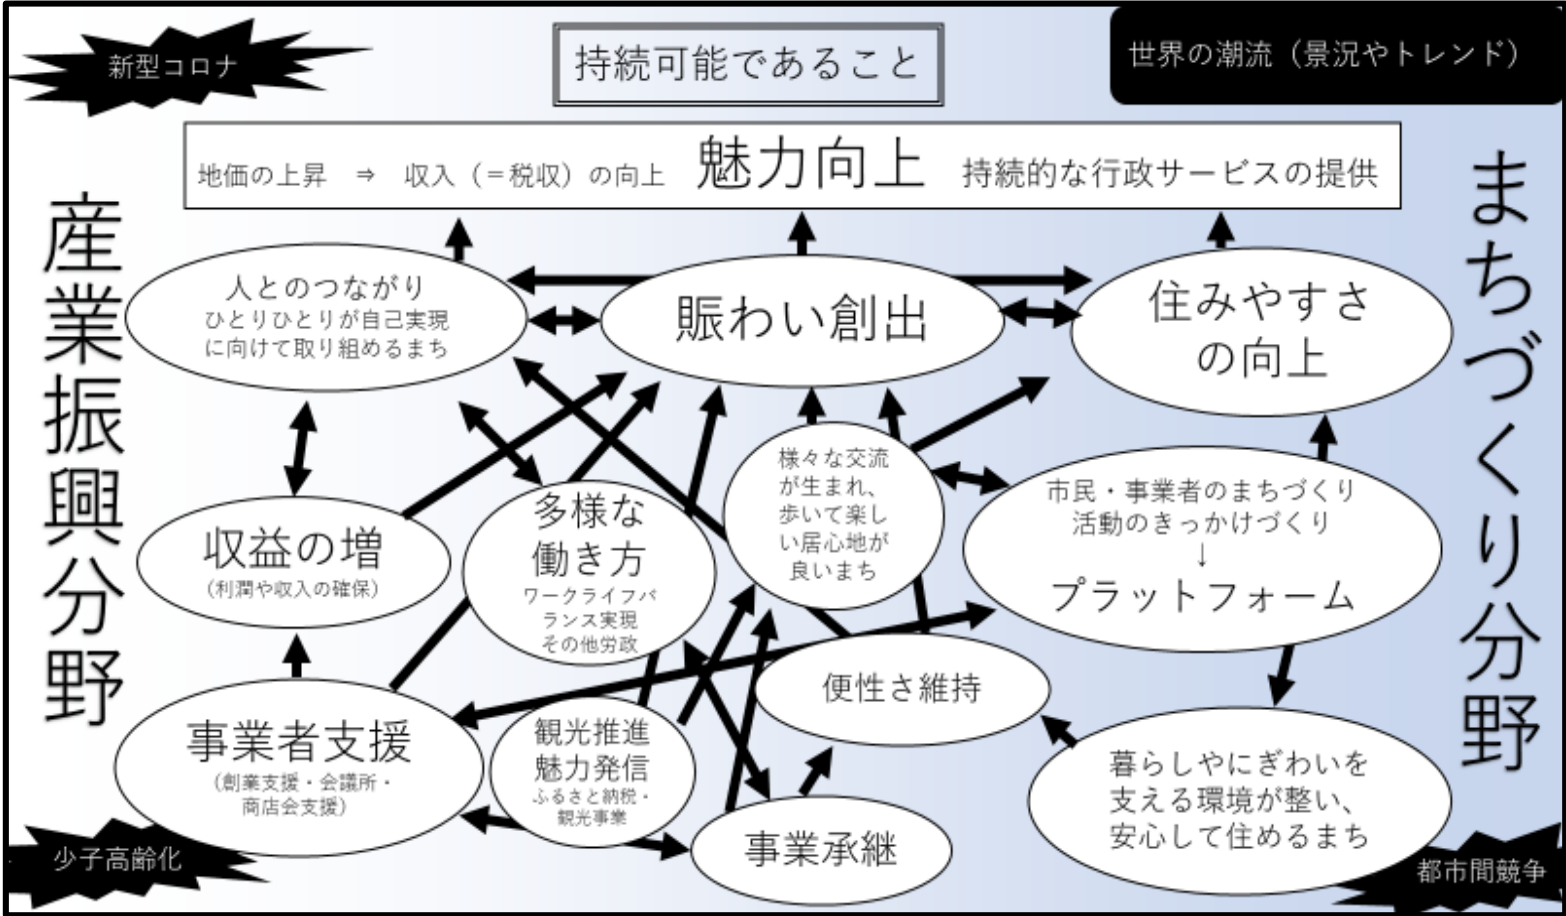 新型コロナ
持続可能であること
世界の潮流（景況やトレンド）
地価の上昇　⇒　収入（＝税収）の向上　魅力向上　持続的な行政サービスの提供
産業振興分野
まちづくり分野
人とのつながり
ひとりひとりが自己実現
に向けて取り組めるまち
賑わい創出
住みやすさ
の向上
収益の増
（利潤や収入の確保）
多様な
働き方
ワークライフバ
ランス実現
その他労政
様々な交流
が生まれ、
歩いて楽し
い居心地が
良いまち
市民・事業者のまちづくり
活動のきっかけづくり
↓
プラットフォーム
事業者支援
（創業支援・会議所・
商店会支援）
観光推進
魅力発信
ふるさと納税・
観光事業
便性さ維持
事業承継
暮らしやにぎわいを
支える環境が整い、
安心して住めるまち
少子高齢化
都市間競争